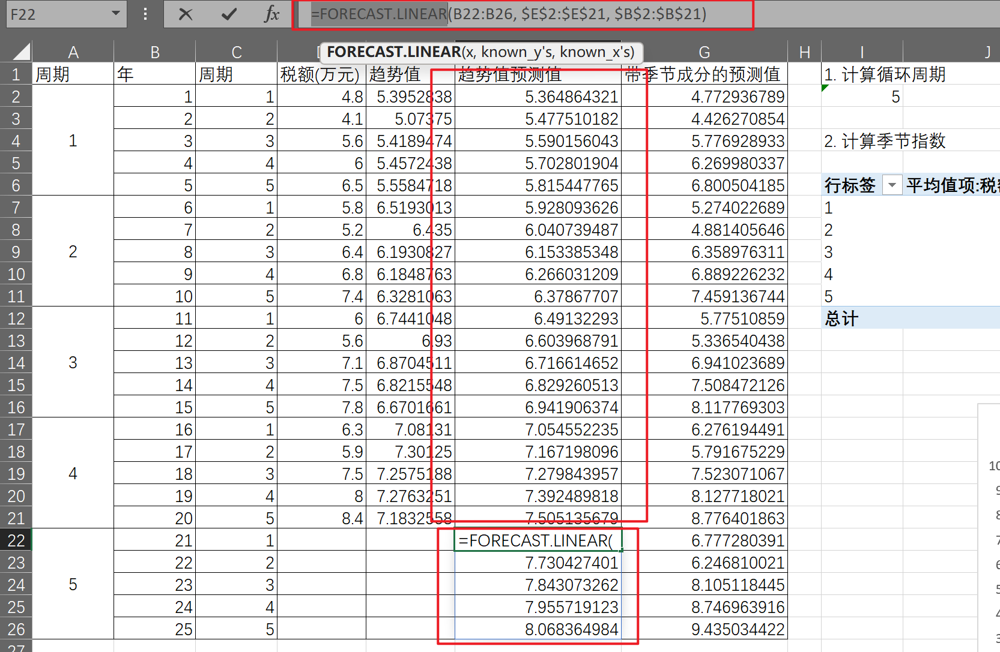 F22 fx =FORECAST.LINEAR(B22:B26, $E$2:$E$21, $B$2:$B$21)
FORECAST.LINEAR(x, known_y's, known_x's)
A B C G H I J
1 周期 年 周期 税额(万元) 趋势值 趋势值预测值 带季节成分的预测值 1. 计算循环周期
2 1 1 4.8 5.3952838 5.364864321 4.772936789 5
3 2 2 4.1 5.07375 5.477510182 4.426270854
4 1 3 3 5.6 5.4189474 5.590156043 5.776928933 2. 计算季节指数
5 4 4 6 5.4572438 5.702801904 6.269980337
6 5 5 6.5 5.5584718 5.815447765 6.800504185 行标签 平均值项:税
7 6 1 5.8 6.5193013 5.928093626 5.274022689 1
8 7 2 5.2 6.435 6.040739487 4.881405646 2
9 2 8 3 6.4 6.1930827 6.153385348 6.358976311 3
10 9 4 6.8 6.1848763 6.266031209 6.889226232 4
11 10 5 7.4 6.3281063 6.37867707 7.459136744 5
12 11 1 6 6.7441048 6.49132293 5.77510859 总计
13 12 2 5.6 6.93 6.603968791 5.336540438
14 3 13 3 7.1 6.8704511 6.716614652 6.941023689
15 14 4 7.5 6.8215548 6.829260513 7.508472126
16 15 5 7.8 6.6701661 6.941906374 8.117769303
17 16 1 6.3 7.08131 7.054552235 6.276194491
18 17 2 5.9 7.30125 7.167198096 5.791675229
19 4 18 3 7.5 7.2575188 7.279843957 7.523071067
20 19 4 8 7.2763251 7.392489818 8.127718021
21 20 5 8.4 7.1832558 7.505135679 8.776401863
22 21 1 =FORECAST.LINEAR( 6.777280391
23 22 2 7.730427401 6.246810021
24 5 23 3 7.843073262 8.105118445
25 24 4 7.955719123 8.746963916
26 25 5 8.068364984 9.435034422
27